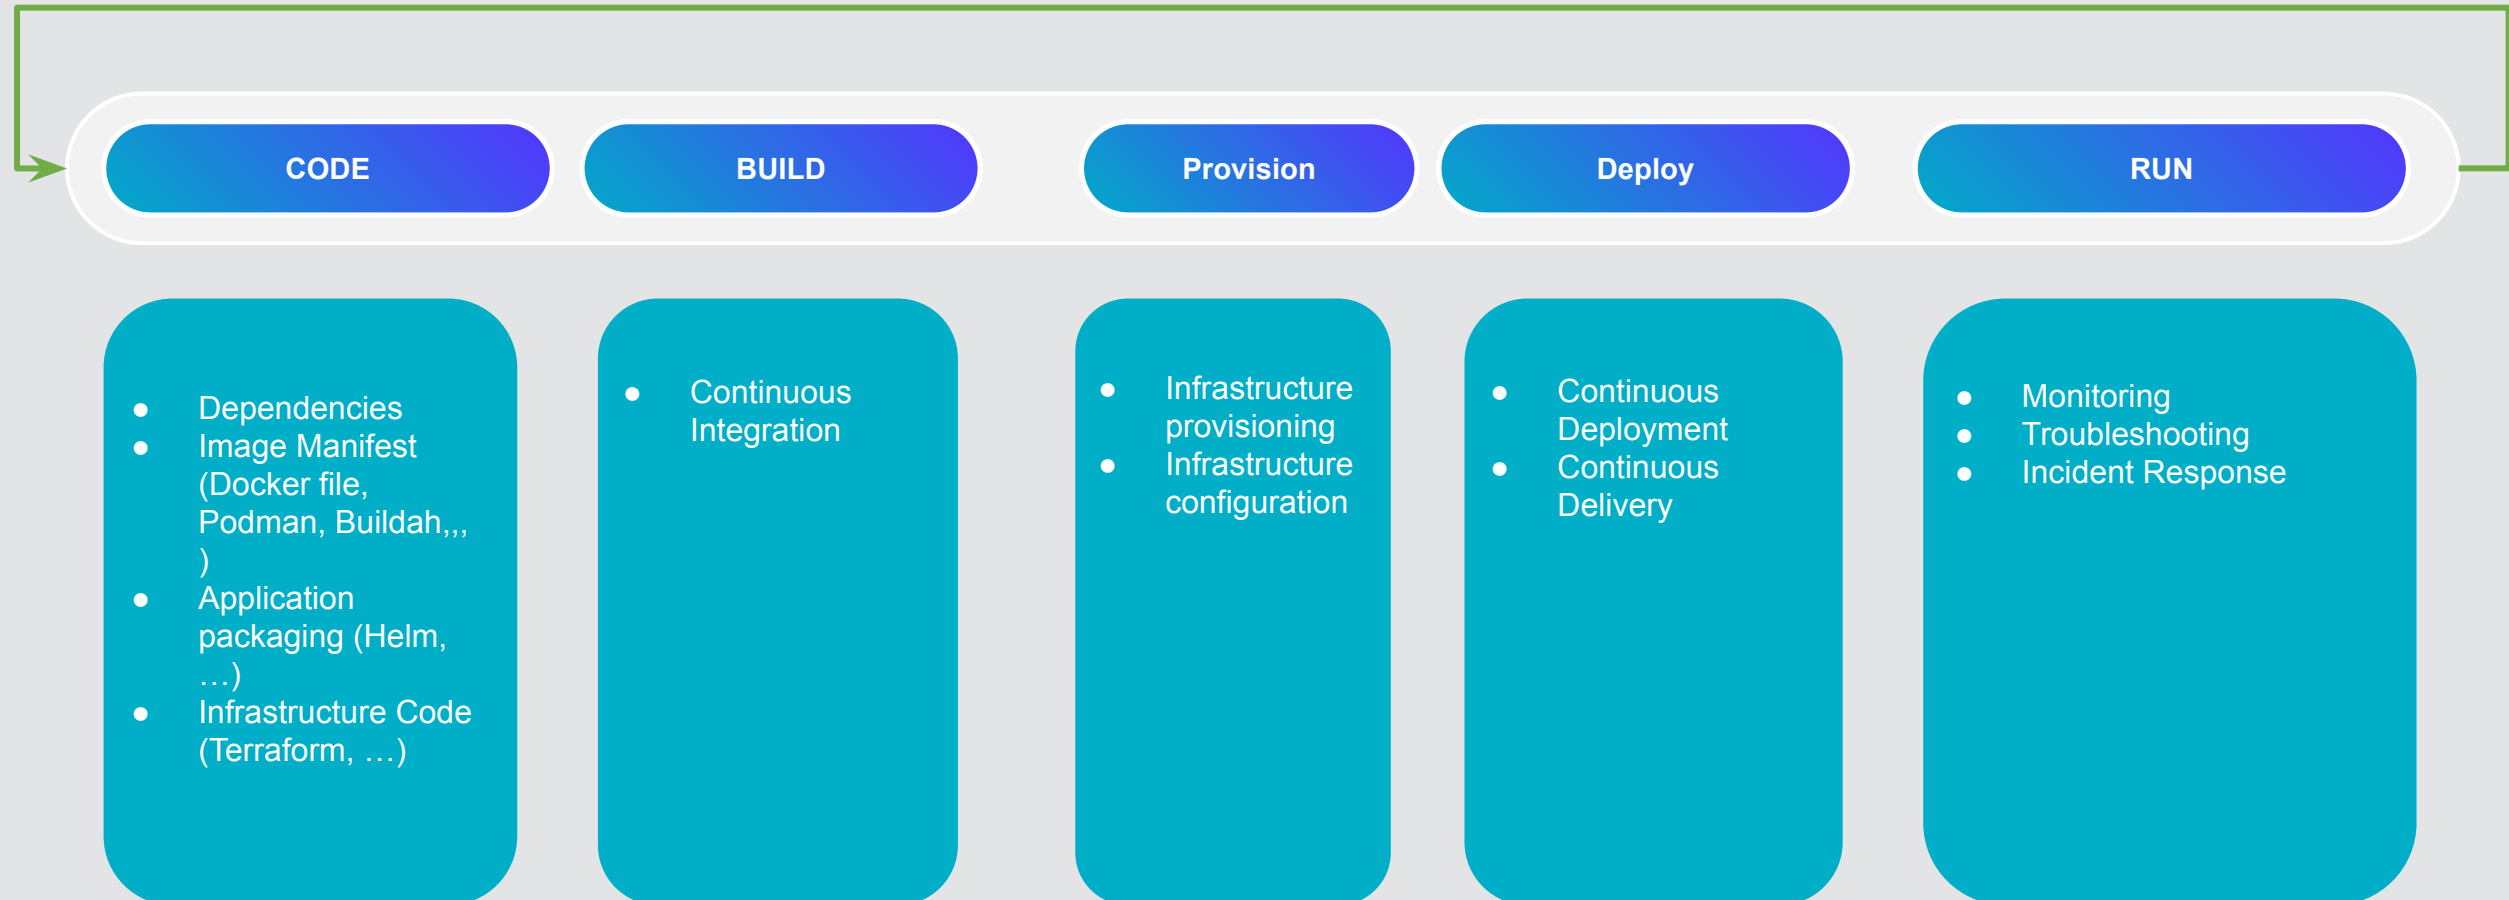 CODE
BUILD
Provision
Deploy
RUN
● Dependencies
● Image Manifest
(Docker file,
Podman, Buildah,,,
)
● Application
packaging (Helm,
…)
● Infrastructure Code
(Terraform, …)
● Continuous
Integration
● Infrastructure
provisioning
● Infrastructure
configuration
● Continuous
Deployment
● Continuous
Delivery
● Monitoring
● Troubleshooting
● Incident Response